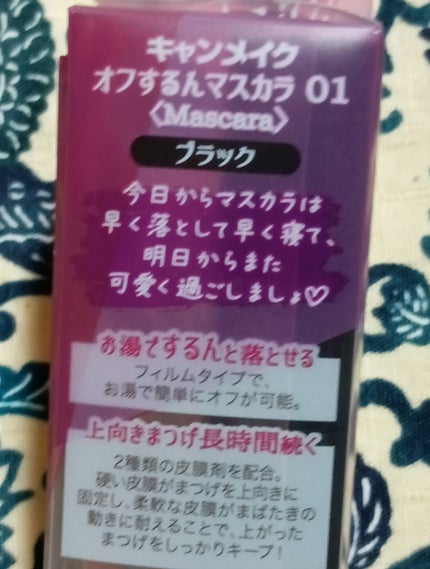 キャンメイク
オフするんマスカラ 01
〈Mascara〉
ブラック
今日からマスカラは
早く落として早く寝て、
明日からまた
可愛く過ごしましょ♡
お湯でするんと落とせる
フィルムタイプで、
お湯で簡単にオフが可能。
上向きまつげ長時間続く
2種類の皮膜剤を配合。
硬い皮膜がまつげを上向きに
固定し、柔軟な皮膜がまばたきの
動きに耐えることで、上がった
まつげをしっかりキープ!